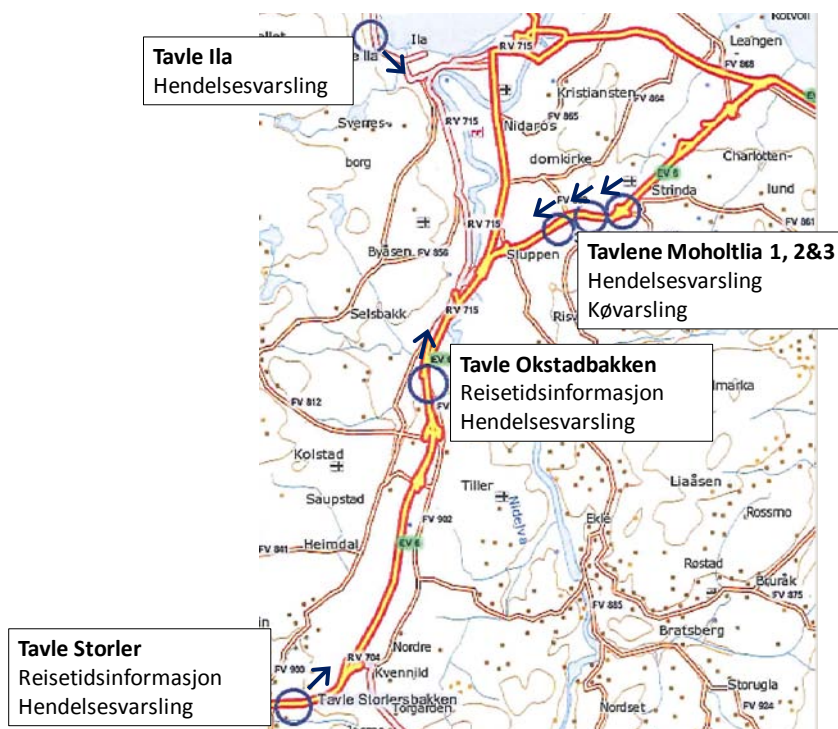 Rotvoll
Ila
RV 715
Leangen
Tavle Ila
Hendelsesvarsling
FV 868
Kristiansten
FV 864
FV 865
RV 715
Sverres-
borg
Nidaros
domkirke
Charlotten-
lund
EV 6
Strinda
RV 715
RV 715
FV 861
Byåsen
FV 856
Sluppen
Tavlene Moholtlia 1, 2&3
Hendelsesvarsling
Køvarsling
Selsbakk
RV 715
Tavle Okstadbakken
Reisetidsinformasjon
Hendelsesvarsling
FV 812
Kolstad
Saupstad
Tiller
Nidelva
Liaåsen
Rossmo
FV 902
Ekle
FV 841
Heimdal
EV 6
Røstad
Bruråk
FV 875
FV 885
Bratsberg
Tavle Storler
Reisetidsinformasjon
Hendelsesvarsling
FV 900
RV 704
Nordre
Kvennild
Tavle Storlersbakken
Torgården
Nordset
Storugla
FV 924